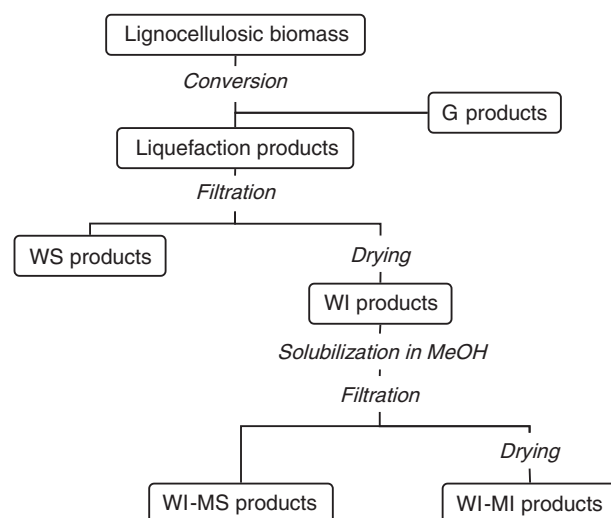 Lignocellulosic biomass
Conversion
G products
Liquefaction products
Filtration
WS products
Drying
WI products
Solubilization in MeOH
Filtration
Drying
WI-MS products
WI-MI products